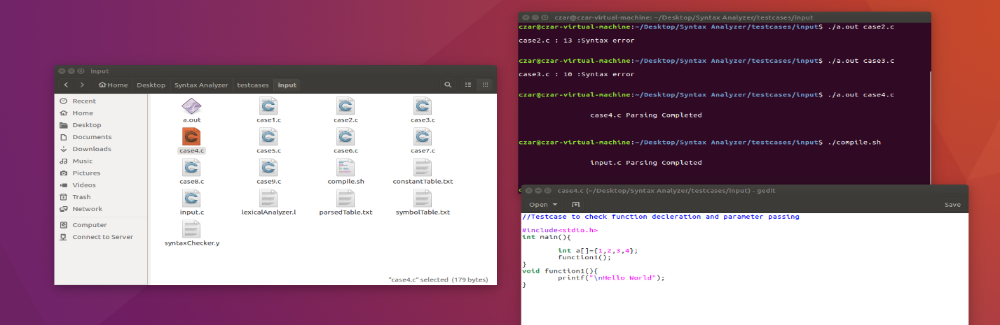 input
Home Desktop Syntax Analyzer testcases input
Recent
Home
Desktop
Documents
Downloads
Music
Pictures
Videos
Trash
Network
Computer
Connect to Server
a.out case1.c case2.c case3.c
case4.c case5.c case6.c case7.c
case8.c case9.c compile.sh constantTable.txt
input.c lexicalAnalyzer.l parsedTable.txt symbolTable.txt
syntaxChecker.y
"case4.c" selected (179 bytes)
czar@czar-virtual-machine: ~/Desktop/Syntax Analyzer/testcases/input
czar@czar-virtual-machine:~/Desktop/Syntax Analyzer/testcases/input$ ./a.out case2.c
case2.c : 13 :Syntax error
czar@czar-virtual-machine:~/Desktop/Syntax Analyzer/testcases/input$ ./a.out case3.c
case3.c : 10 :Syntax error
czar@czar-virtual-machine:~/Desktop/Syntax Analyzer/testcases/input$ ./a.out case4.c
case4.c Parsing Completed
czar@czar-virtual-machine:~/Desktop/Syntax Analyzer/testcases/input$ ./compile.sh
input.c Parsing Completed
case4.c (~/Desktop/Syntax Analyzer/testcases/input) - gedit
Open Save
//Testcase to check function decleration and parameter passing
#include<stdio.h>
int main(){
int a[]={1,2,3,4};
function1();
}
void function1(){
printf("\nHello World");
}